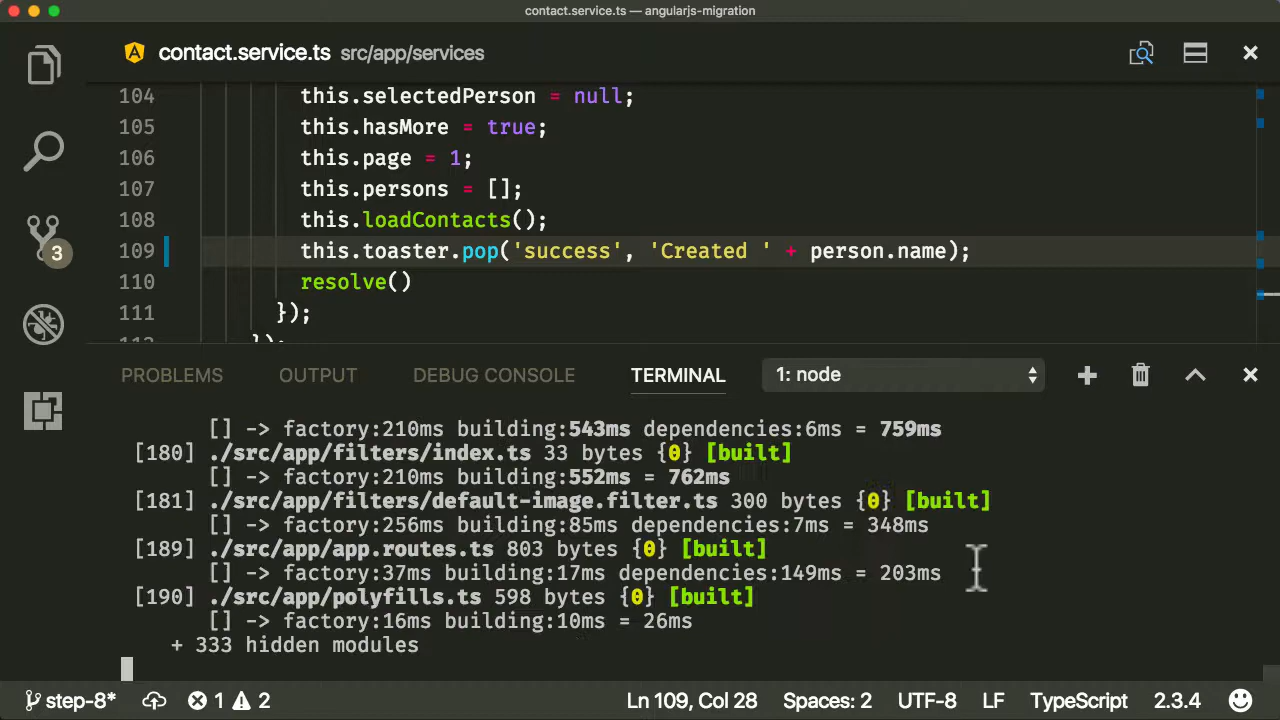 contact.service.ts — angularjs-migration
contact.service.ts src/app/services
104 this.selectedPerson = null;
105 this.hasMore = true;
106 this.page = 1;
107 this.persons = [];
108 this.loadContacts();
109 this.toaster.pop('success', 'Created ' + person.name);
110 resolve()
111 });
3
PROBLEMS OUTPUT DEBUG CONSOLE TERMINAL 1: node
[] -> factory:210ms building:543ms dependencies:6ms = 759ms
[180] ./src/app/filters/index.ts 33 bytes {0} [built]
[] -> factory:210ms building:552ms = 762ms
[181] ./src/app/filters/default-image.filter.ts 300 bytes {0} [built]
[] -> factory:256ms building:85ms dependencies:7ms = 348ms
[189] ./src/app/app.routes.ts 803 bytes {0} [built]
[] -> factory:37ms building:17ms dependencies:149ms = 203ms
[190] ./src/app/polyfills.ts 598 bytes {0} [built]
[] -> factory:16ms building:10ms = 26ms
+ 333 hidden modules
step-8* 1 2 Ln 109, Col 28 Spaces: 2 UTF-8 LF TypeScript 2.3.4